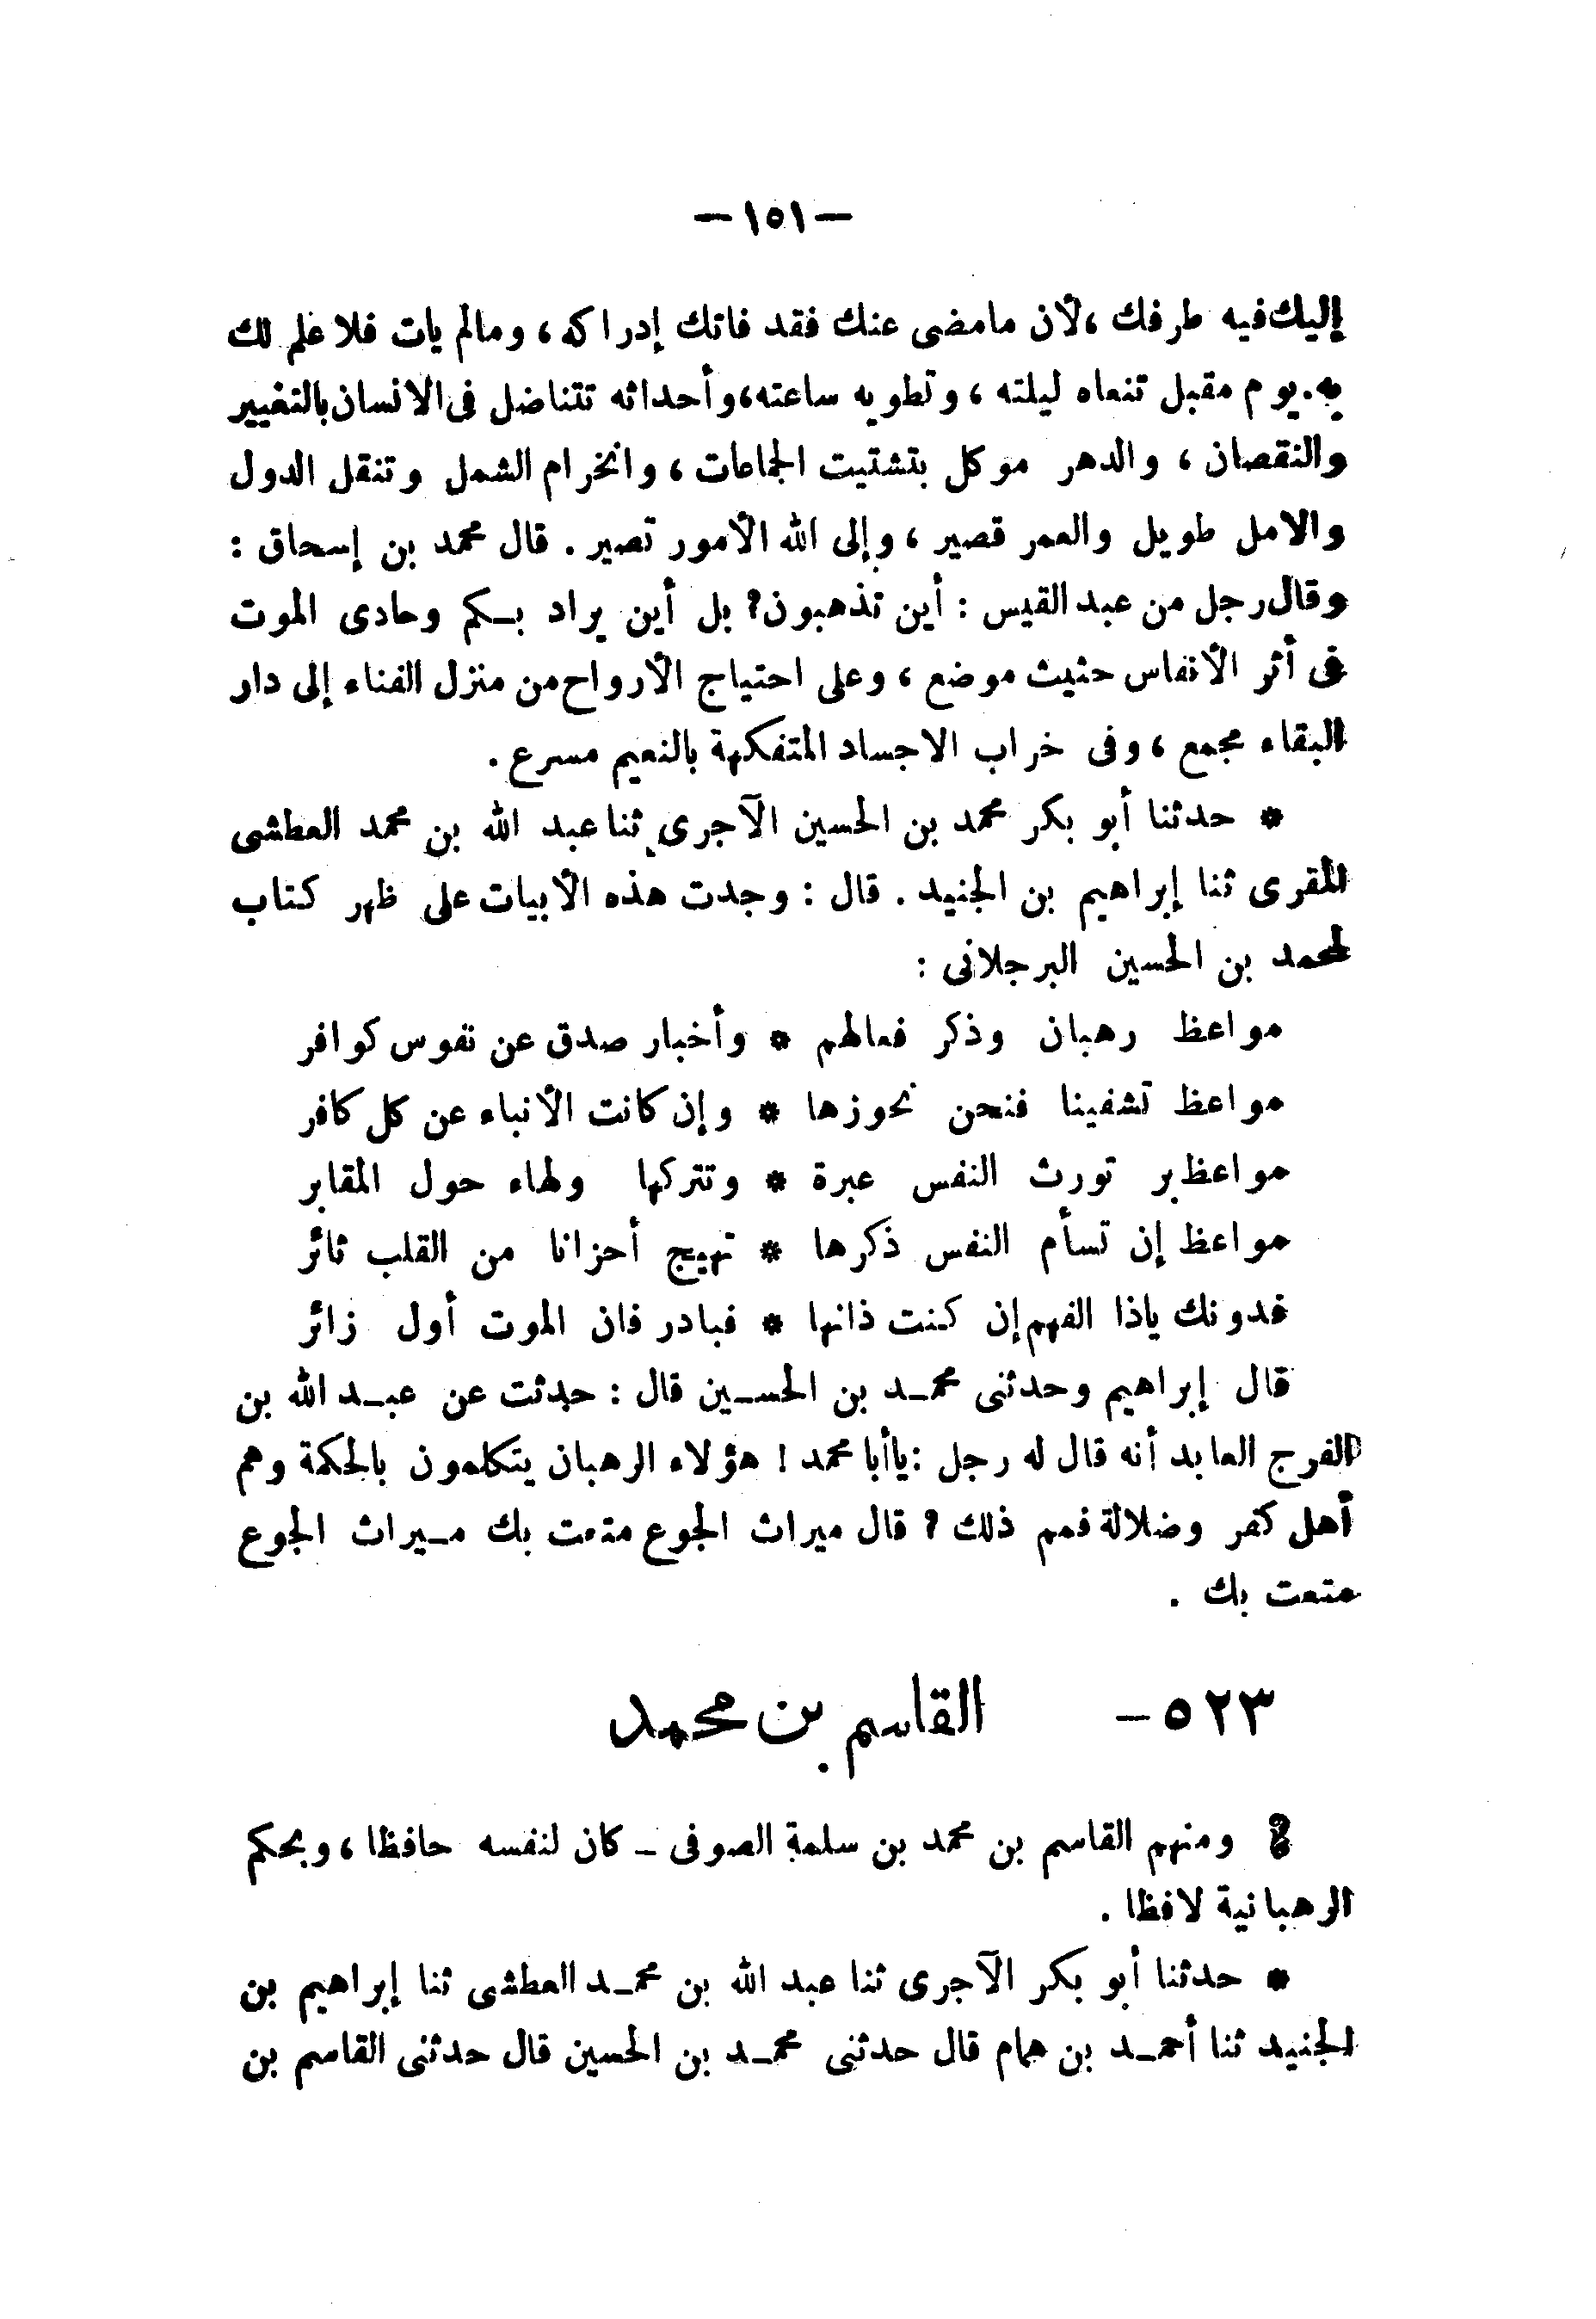 — ١٥١ —
إليك فيه طرفك ، لأن مامضى عنك فقد فاتك إدراكه ، ومالم يات فلا علم لك
به . يوم مقبل تنعاه ليلته ، وتطويه ساعته ، وأحداثه تتناضل فى الانسان بالتغيير
والنقصان ، والدهر موكل بتشتيت الجماعات ، وانخرام الشمل وتنقل الدول
والامل طويل والعمر قصير ، وإلى الله الأمور تصير . قال محمد بن إسحاق :
وقال رجل من عبد القيس : أين تذهبون ؟ بل أين يراد بـكم وحادى الموت
فى أثر الأنفاس حثيث موضع ، وعلى احتياج الأرواح من منزل الفناء إلى دار
البقاء مجمع ، وفى خراب الاجساد المتفكهة بالنعيم مسرع .
* حدثنا أبو بكر محمد بن الحسين الآجرى ثنا عبد الله بن محمد العطشى
المقرى ثنا إبراهيم بن الجنيد . قال : وجدت هذه الأبيات على ظهر كتاب
لمحمد بن الحسين البرجلانى :
مواعظ رهبان وذكر فعالهم * وأخبار صدق عن نفوس كوافر
مواعظ تشفينا فنحن نحوزها * وإن كانت الأنباء عن كل كافر
مواعظ بر تورث النفس عبرة * وتتركها ولهاء حول المقابر
مواعظ إن تسأم النفس ذكرها * تهيج أحزانا من القلب ثائر
فدونك ياذا الفهم إن كنت ذانها * فبادر فان الموت أول زائر
قال إبراهيم وحدثنى محمـد بن الحسـين قال : حدثت عن عبـد الله بن
الفرج العابد أنه قال له رجل : ياأبا محمد ! هؤلاء الرهبان يتكلمون بالحكمة وهم
أهل كفر وضلالة فمم ذلك ؟ قال ميراث الجوع متعت بك مـيراث الجوع
متعت بك .
٥٢٣ – القاسم بن محمد
ومنهم القاسم بن محمد بن سلمة الصوفى – كان لنفسه حافظا ، وبحكم
الرهبانية لافظا .
* حدثنا أبو بكر الآجرى ثنا عبد الله بن محمـد العطشى ثنا إبراهيم بن
الجنيد ثنا أحمـد بن همام قال حدثنى محمـد بن الحسين قال حدثنى القاسم بن